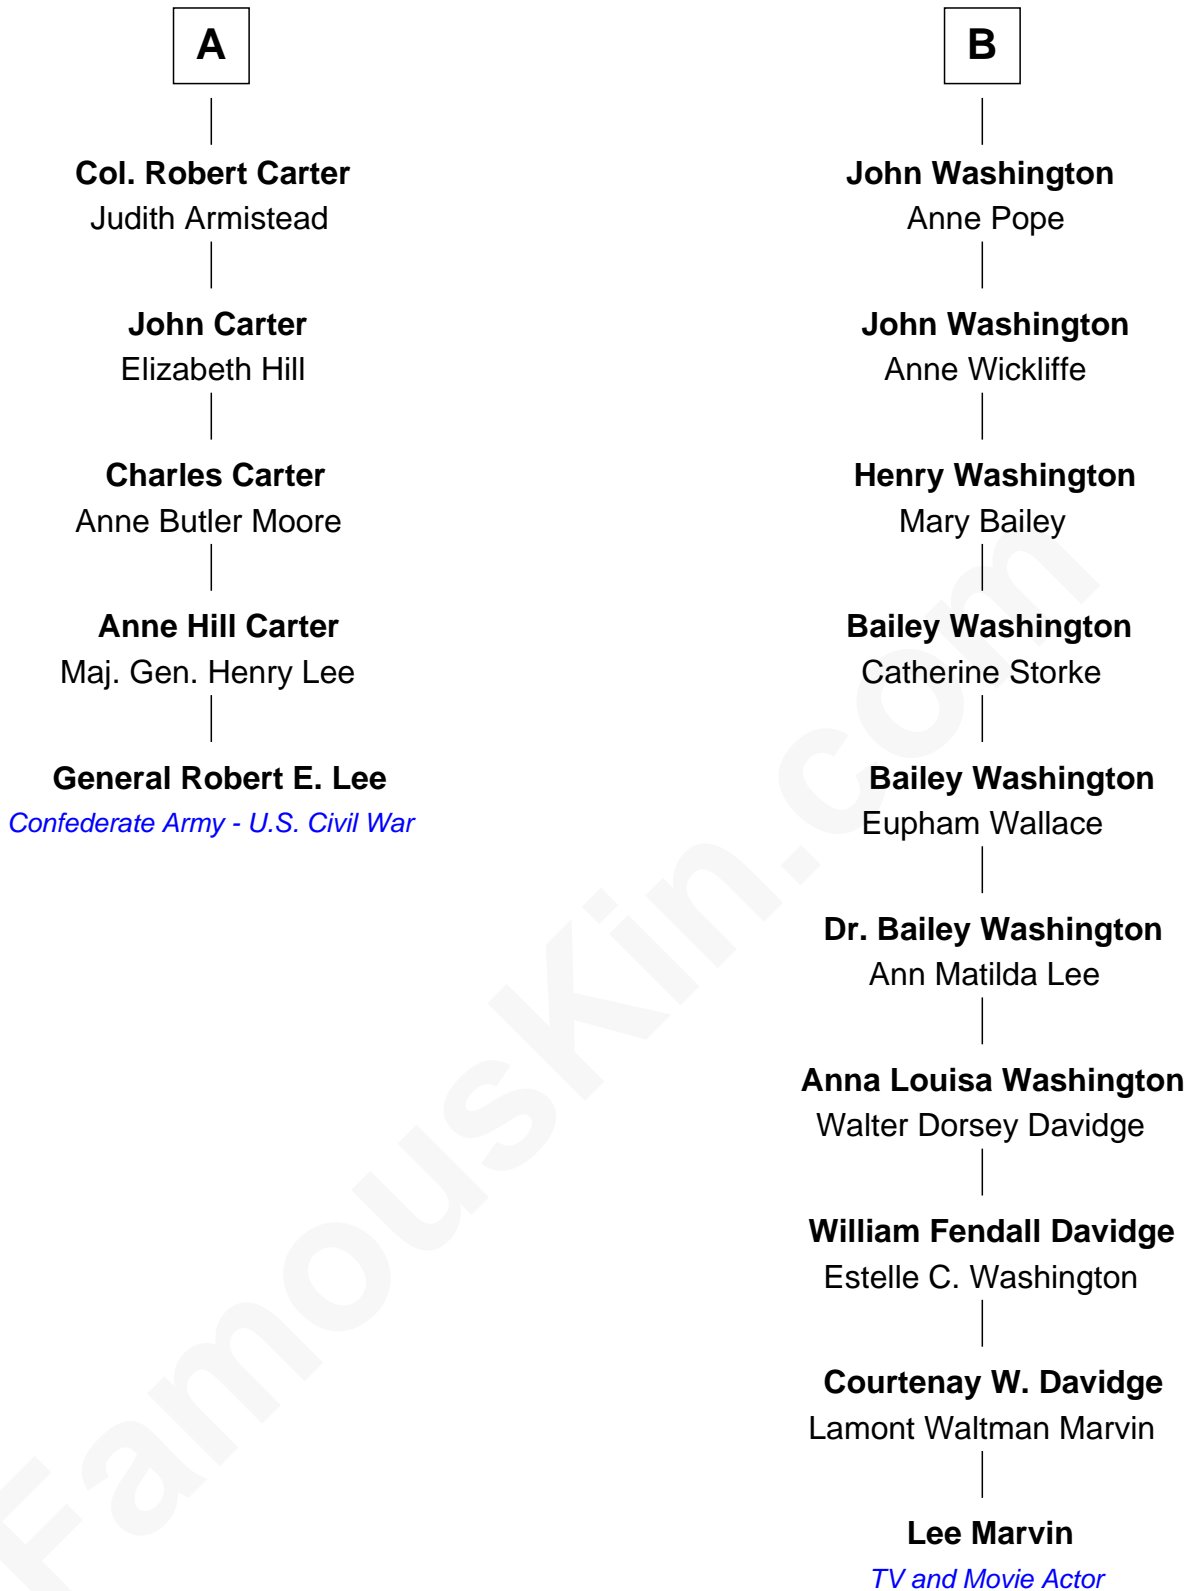 A
Col. Robert Carter
Judith Armistead
John Carter
Elizabeth Hill
Charles Carter
Anne Butler Moore
Anne Hill Carter
Maj. Gen. Henry Lee
General Robert E. Lee
Confederate Army - U.S. Civil War
B
John Washington
Anne Pope
John Washington
Anne Wickliffe
Henry Washington
Mary Bailey
Bailey Washington
Catherine Storke
Bailey Washington
Eupham Wallace
Dr. Bailey Washington
Ann Matilda Lee
Anna Louisa Washington
Walter Dorsey Davidge
William Fendall Davidge
Estelle C. Washington
Courtenay W. Davidge
Lamont Waltman Marvin
Lee Marvin
TV and Movie Actor
FamousKin.com